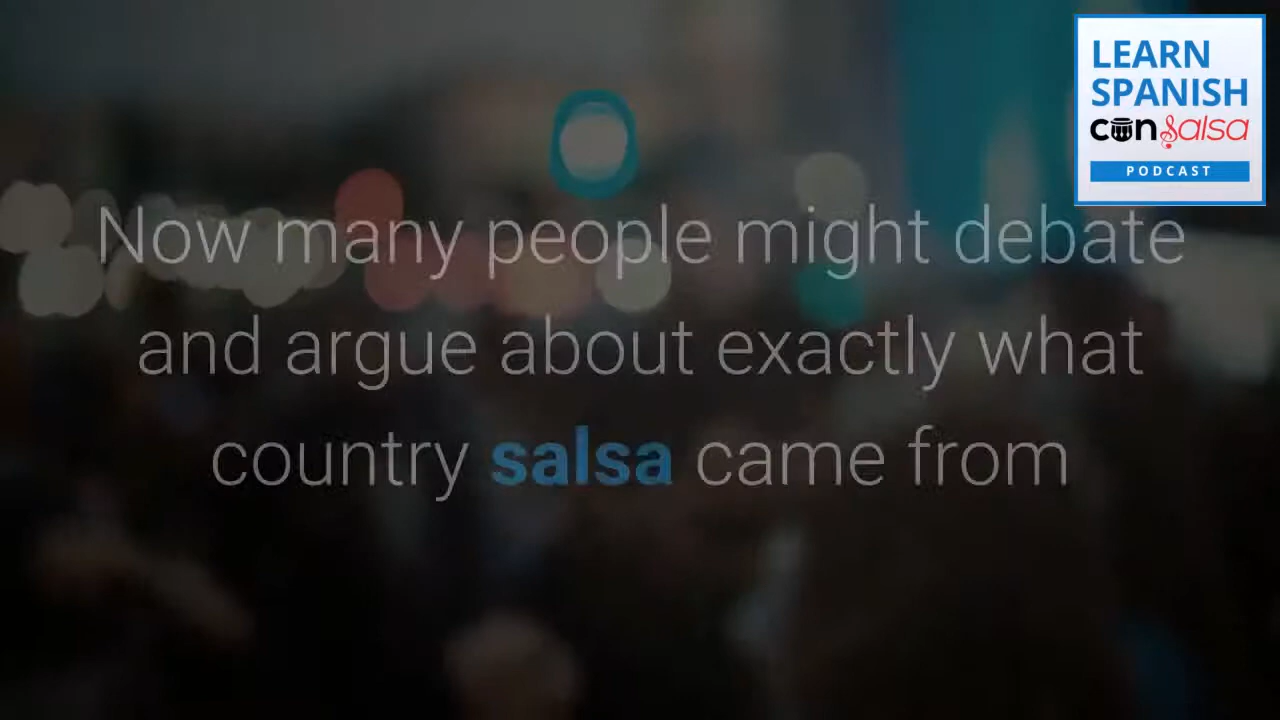 LEARN
SPANISH
con salsa
PODCAST
Now many people might debate
and argue about exactly what
country salsa came from